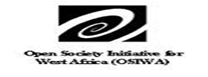 Open Society Initiative for
West Africa (OSIWA)